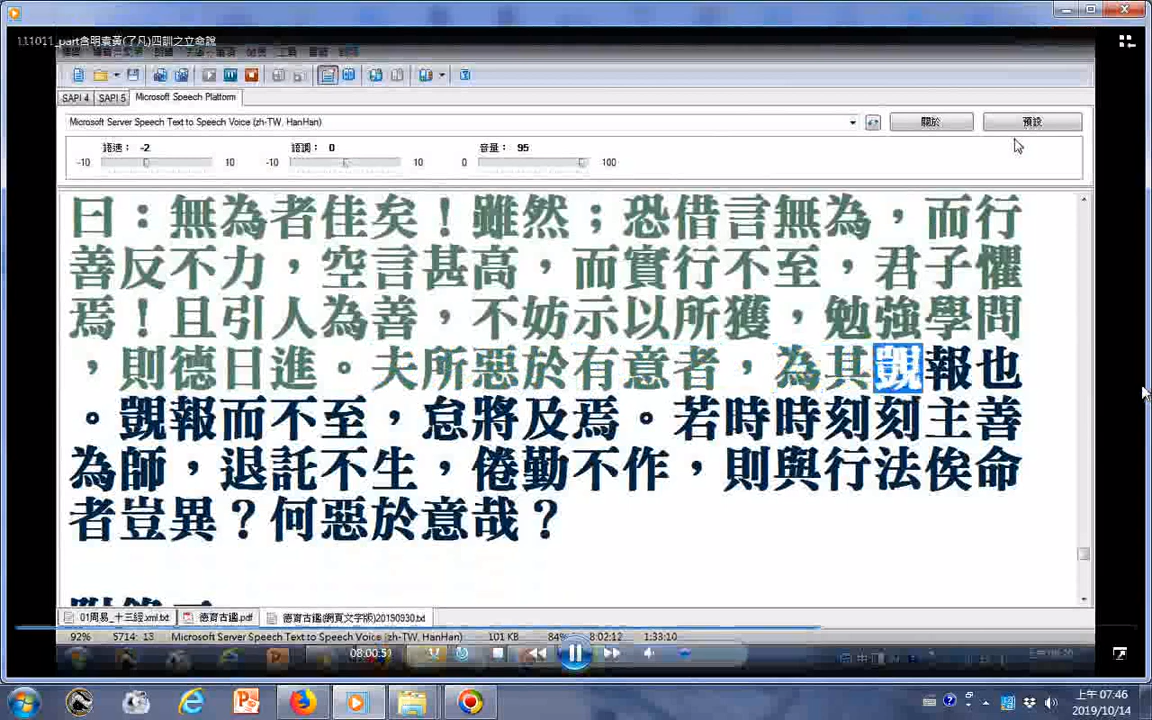 111011_part含明袁黃(了凡)四訓之立命說
SAPI 4 SAPI 5 Microsoft Speech Platform
Microsoft Server Speech Text to Speech Voice (zh-TW, HanHan)
關於 預設
語速： -2 語調： 0 音量： 95
-10 10 -10 10 0 100
曰：無為者佳矣！雖然；恐借言無為，而行
善反不力，空言甚高，而實行不至，君子懼
焉！且引人為善，不妨示以所獲，勉強學問
，則德日進。夫所惡於有意者，為其覬報也
。覬報而不至，怠將及焉。若時時刻刻主善
為師，退託不生，倦勤不作，則與行法俟命
者豈異？何惡於意哉？
01周易_十三經.xml.txt 德育古鑑.pdf 德育古鑑(網頁文字版)20190930.txt
92% 5714: 13 Microsoft Server Speech Text to Speech Voice (zh-TW, HanHan) 101 KB 84% 8:02:12 1:33:10
08:00:51
上午 07:46
2019/10/14